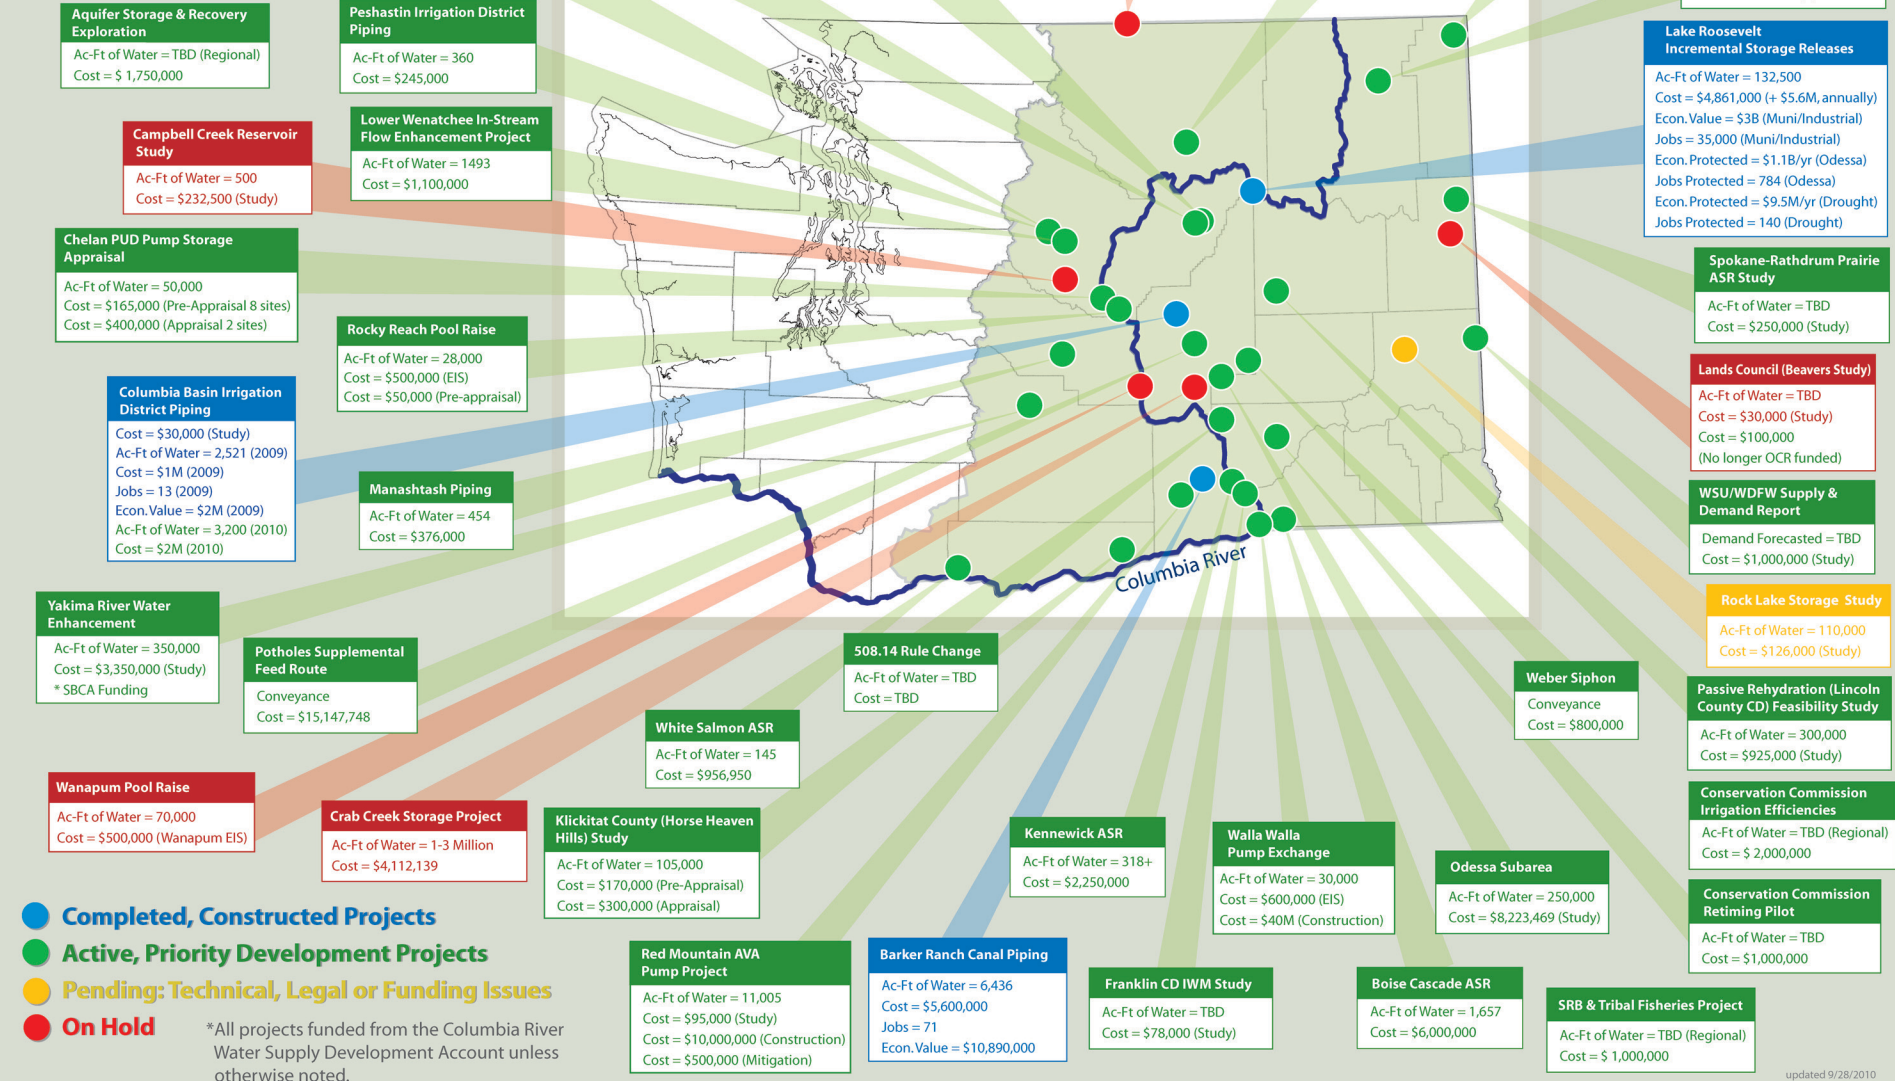 Aquifer Storage & Recovery
Exploration
Ac-Ft of Water = TBD (Regional)
Cost = $ 1,750,000
Peshastin Irrigation District
Piping
Ac-Ft of Water = 360
Cost = $245,000
Campbell Creek Reservoir
Study
Ac-Ft of Water = 500
Cost = $232,500 (Study)
Lower Wenatchee In-Stream
Flow Enhancement Project
Ac-Ft of Water = 1493
Cost = $1,100,000
Chelan PUD Pump Storage
Appraisal
Ac-Ft of Water = 50,000
Cost = $165,000 (Pre-Appraisal 8 sites)
Cost = $400,000 (Appraisal 2 sites)
Rocky Reach Pool Raise
Ac-Ft of Water = 28,000
Cost = $500,000 (EIS)
Cost = $50,000 (Pre-appraisal)
Columbia Basin Irrigation
District Piping
Cost = $30,000 (Study)
Ac-Ft of Water = 2,521 (2009)
Cost = $1M (2009)
Jobs = 13 (2009)
Econ. Value = $2M (2009)
Ac-Ft of Water = 3,200 (2010)
Cost = $2M (2010)
Manashtash Piping
Ac-Ft of Water = 454
Cost = $376,000
Yakima River Water
Enhancement
Ac-Ft of Water = 350,000
Cost = $3,350,000 (Study)
* SBCA Funding
Potholes Supplemental
Feed Route
Conveyance
Cost = $15,147,748
Wanapum Pool Raise
Ac-Ft of Water = 70,000
Cost = $500,000 (Wanapum EIS)
Crab Creek Storage Project
Ac-Ft of Water = 1-3 Million
Cost = $4,112,139
Columbia River
508.14 Rule Change
Ac-Ft of Water = TBD
Cost = TBD
White Salmon ASR
Ac-Ft of Water = 145
Cost = $956,950
Klickitat County (Horse Heaven
Hills) Study
Ac-Ft of Water = 105,000
Cost = $170,000 (Pre-Appraisal)
Cost = $300,000 (Appraisal)
Red Mountain AVA
Pump Project
Ac-Ft of Water = 11,005
Cost = $95,000 (Study)
Cost = $10,000,000 (Construction)
Cost = $500,000 (Mitigation)
Barker Ranch Canal Piping
Ac-Ft of Water = 6,436
Cost = $5,600,000
Jobs = 71
Econ. Value = $10,890,000
Kennewick ASR
Ac-Ft of Water = 318+
Cost = $2,250,000
Franklin CD IWM Study
Ac-Ft of Water = TBD
Cost = $78,000 (Study)
Walla Walla
Pump Exchange
Ac-Ft of Water = 30,000
Cost = $600,000 (EIS)
Cost = $40M (Construction)
Boise Cascade ASR
Ac-Ft of Water = 1,657
Cost = $6,000,000
Odessa Subarea
Ac-Ft of Water = 250,000
Cost = $8,223,469 (Study)
SRB & Tribal Fisheries Project
Ac-Ft of Water = TBD (Regional)
Cost = $ 1,000,000
Weber Siphon
Conveyance
Cost = $800,000
Lake Roosevelt
Incremental Storage Releases
Ac-Ft of Water = 132,500
Cost = $4,861,000 (+ $5.6M, annually)
Econ. Value = $3B (Muni/Industrial)
Jobs = 35,000 (Muni/Industrial)
Econ. Protected = $1.1B/yr (Odessa)
Jobs Protected = 784 (Odessa)
Econ. Protected = $9.5M/yr (Drought)
Jobs Protected = 140 (Drought)
Spokane-Rathdrum Prairie
ASR Study
Ac-Ft of Water = TBD
Cost = $250,000 (Study)
Lands Council (Beavers Study)
Ac-Ft of Water = TBD
Cost = $30,000 (Study)
Cost = $100,000
(No longer OCR funded)
WSU/WDFW Supply &
Demand Report
Demand Forecasted = TBD
Cost = $1,000,000 (Study)
Rock Lake Storage Study
Ac-Ft of Water = 110,000
Cost = $126,000 (Study)
Passive Rehydration (Lincoln
County CD) Feasibility Study
Ac-Ft of Water = 300,000
Cost = $925,000 (Study)
Conservation Commission
Irrigation Efficiencies
Ac-Ft of Water = TBD (Regional)
Cost = $ 2,000,000
Conservation Commission
Retiming Pilot
Ac-Ft of Water = TBD
Cost = $1,000,000
Completed, Constructed Projects
Active, Priority Development Projects
Pending: Technical, Legal or Funding Issues
On Hold
*All projects funded from the Columbia River
Water Supply Development Account unless
otherwise noted.
updated 9/28/2010